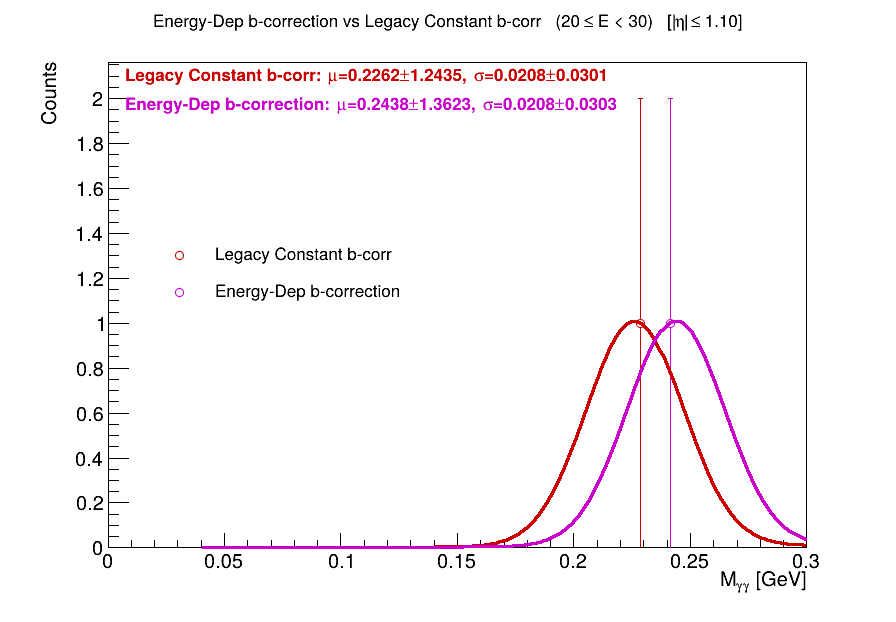 Energy-Dep b-correction vs Legacy Constant b-corr (20 ≤ E < 30) [|η| ≤ 1.10]
Counts
Legacy Constant b-corr: μ=0.2262±1.2435, σ=0.0208±0.0301
Energy-Dep b-correction: μ=0.2438±1.3623, σ=0.0208±0.0303
2
1.8
1.6
1.4
1.2
1
0.8
0.6
0.4
0.2
0
Legacy Constant b-corr
Energy-Dep b-correction
0 0.05 0.1 0.15 0.2 0.25 0.3
Mγγ [GeV]